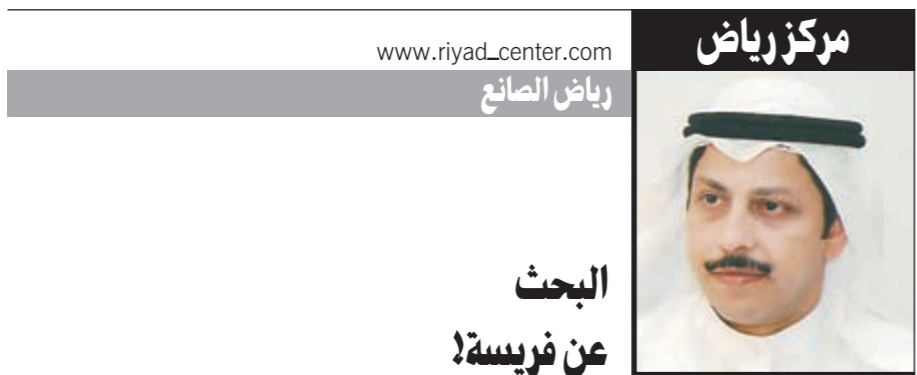 مركز رياض
www.riyad_center.com
رياض الصانع
البحث
عن فريسة!